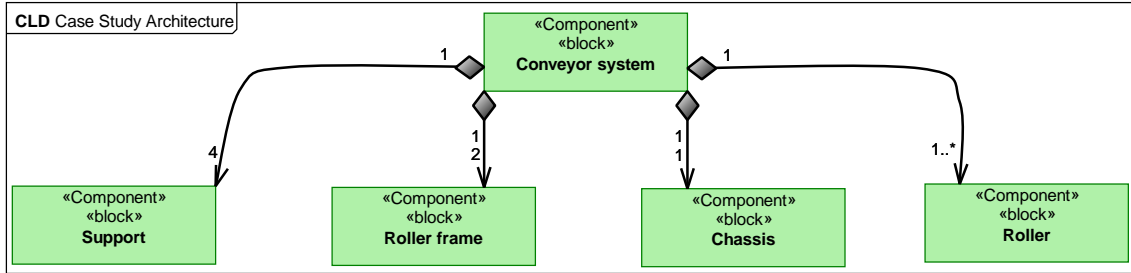 CLD Case Study Architecture
«Component»
«block»
Conveyor system
1
1
4
1
2
1
1
1..*
«Component»
«block»
Support
«Component»
«block»
Roller frame
«Component»
«block»
Chassis
«Component»
«block»
Roller